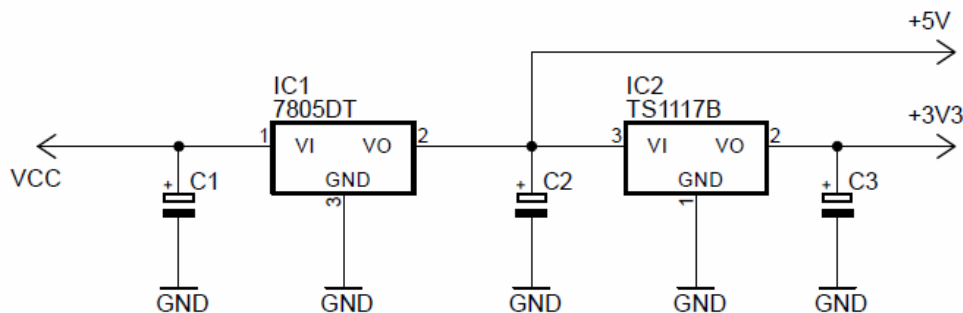 +5V
IC1
7805DT
IC2
TS1117B
+3V3
1
VI
VO
2
3
VI
VO
2
VCC
+
C1
GND
3
+
C2
GND
1
+
C3
GND
GND
GND
GND
GND